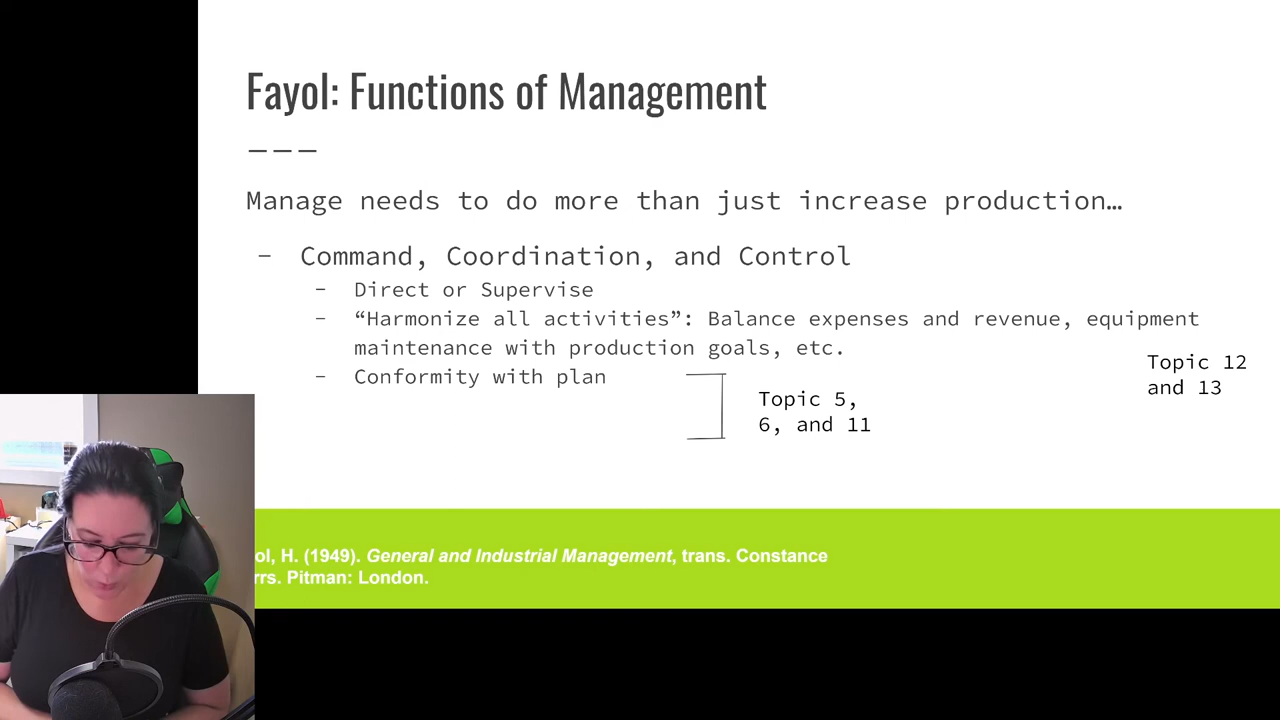 Fayol: Functions of Management
———
Manage needs to do more than just increase production…
- Command, Coordination, and Control
- Direct or Supervise
- “Harmonize all activities”: Balance expenses and revenue, equipment
maintenance with production goals, etc.
- Conformity with plan
Topic 12
and 13
Topic 5,
6, and 11
H. (1949). General and Industrial Management, trans. Constance
Pitman: London.